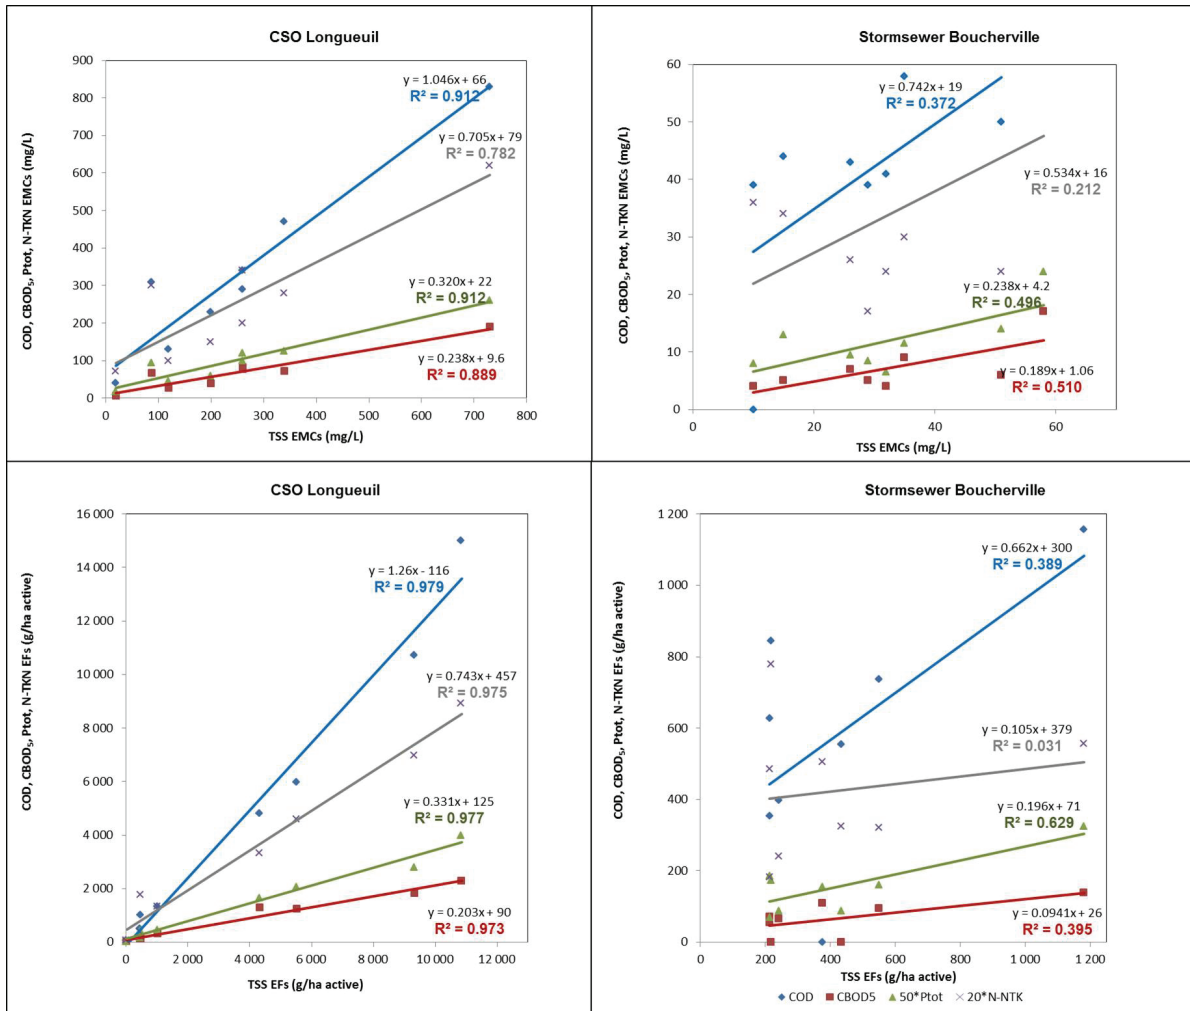 CSO Longueuil
COD, CBOD₅, Ptot, N-TKN EMCs (mg/L)
900
800
700
600
500
400
300
200
100
0
y = 1.046x + 66
R² = 0.912
y = 0.705x + 79
R² = 0.782
y = 0.320x + 22
R² = 0.912
y = 0.238x + 9.6
R² = 0.889
0 100 200 300 400 500 600 700 800
TSS EMCs (mg/L)
Stormsewer Boucherville
COD, CBOD₅, Ptot, N-TKN EMCs (mg/L)
60
50
40
30
20
10
0
y = 0.742x + 19
R² = 0.372
y = 0.534x + 16
R² = 0.212
y = 0.238x + 4.2
R² = 0.496
y = 0.189x + 1.06
R² = 0.510
0 20 40 60
TSS EMCs (mg/L)
CSO Longueuil
COD, CBOD₅, Ptot, N-TKN EFs (g/ha active)
16 000
14 000
12 000
10 000
8 000
6 000
4 000
2 000
0
y = 1.26x - 116
R² = 0.979
y = 0.743x + 457
R² = 0.975
y = 0.331x + 125
R² = 0.977
y = 0.203x + 90
R² = 0.973
0 2 000 4 000 6 000 8 000 10 000 12 000
TSS EFs (g/ha active)
Stormsewer Boucherville
COD, CBOD₅, Ptot, N-TKN EFs (g/ha active)
1 200
1 000
800
600
400
200
0
y = 0.662x + 300
R² = 0.389
y = 0.105x + 379
R² = 0.031
y = 0.196x + 71
R² = 0.629
y = 0.0941x + 26
R² = 0.395
0 200 400 600 800 1 000 1 200
TSS EFs (g/ha active)
COD CBOD5 50*Ptot 20*N-NTK